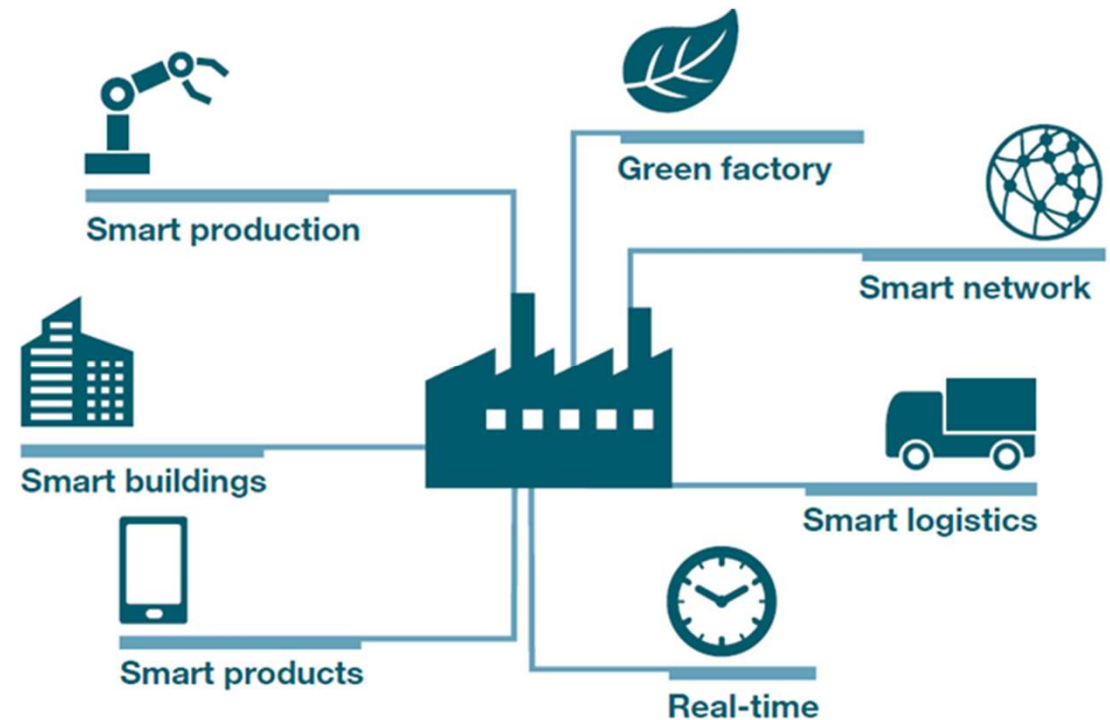 Green factory
Smart production
Smart network
Smart buildings
Smart logistics
Smart products
Real-time